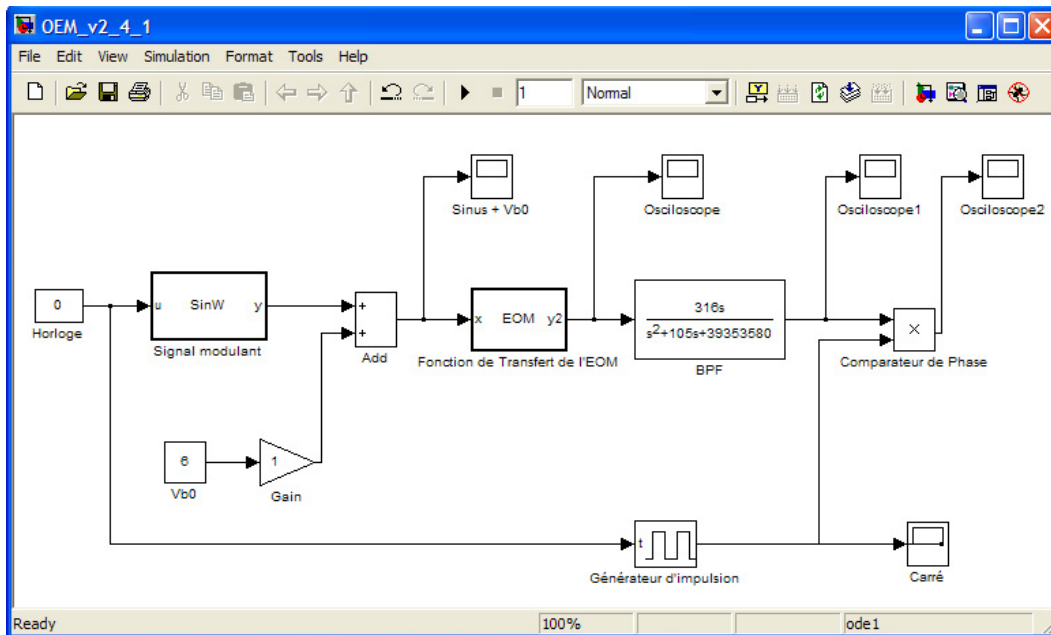 OEM_v2_4_1
File Edit View Simulation Format Tools Help
1 Normal
Sinus + Vb0
Osciloscope
Osciloscope1
Osciloscope2
0
Horloge
u SinW y
Signal modulant
+
+
Add
x EOM y2
Fonction de Transfert de l'EOM
316s
s²+105s+39353580
BPF
×
Comparateur de Phase
6
Vb0
1
Gain
t
Générateur d'impulsion
Carré
Ready 100% ode1